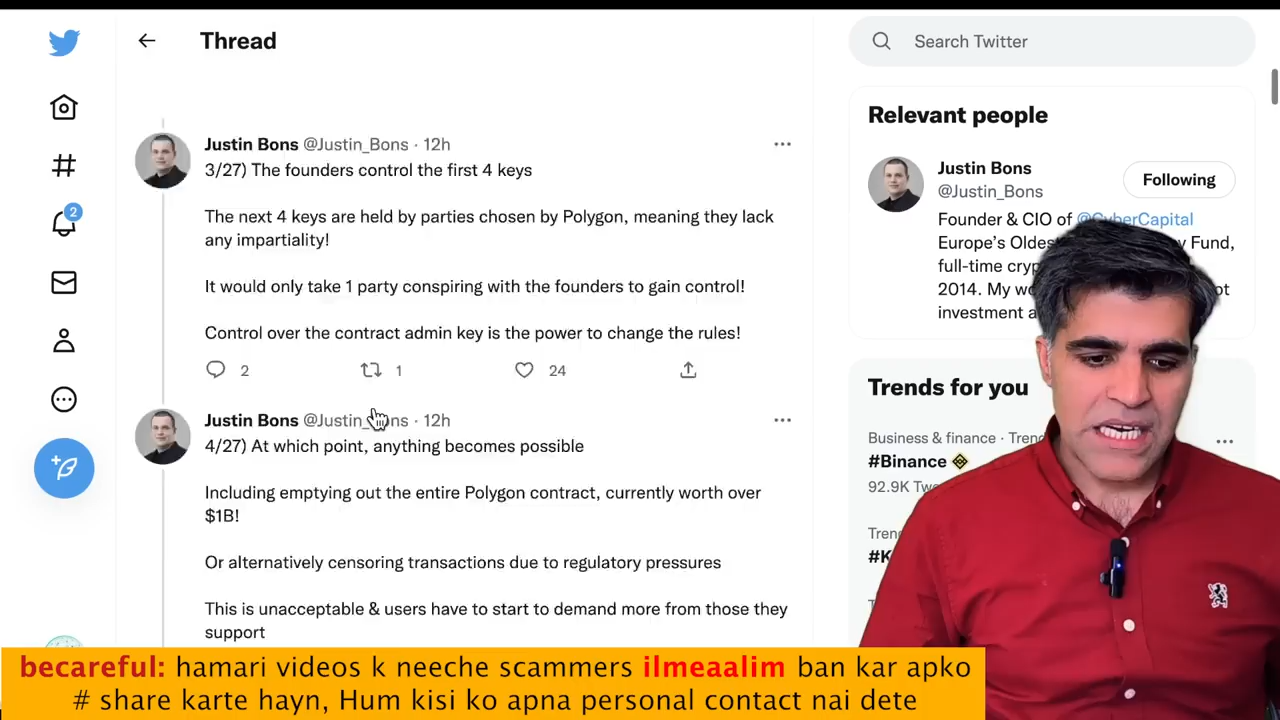 Thread
Search Twitter
Justin Bons @Justin_Bons · 12h
3/27) The founders control the first 4 keys
The next 4 keys are held by parties chosen by Polygon, meaning they lack
any impartiality!
It would only take 1 party conspiring with the founders to gain control!
Control over the contract admin key is the power to change the rules!
2 1 24
Justin Bons @Justin_Bons · 12h
4/27) At which point, anything becomes possible
Including emptying out the entire Polygon contract, currently worth over
$1B!
Or alternatively censoring transactions due to regulatory pressures
This is unacceptable & users have to start to demand more from those they
support
2
Relevant people
Justin Bons
@Justin_Bons
Following
Founder & CIO of @CyberCapital
Europe's Fund,
full-time
2014. My
investment
Trends for you
Business & finance ·
#Binance
92.9K
becareful: hamari videos k neeche scammers ilmeaalim ban kar apko
# share karte hayn, Hum kisi ko apna personal contact nai dete